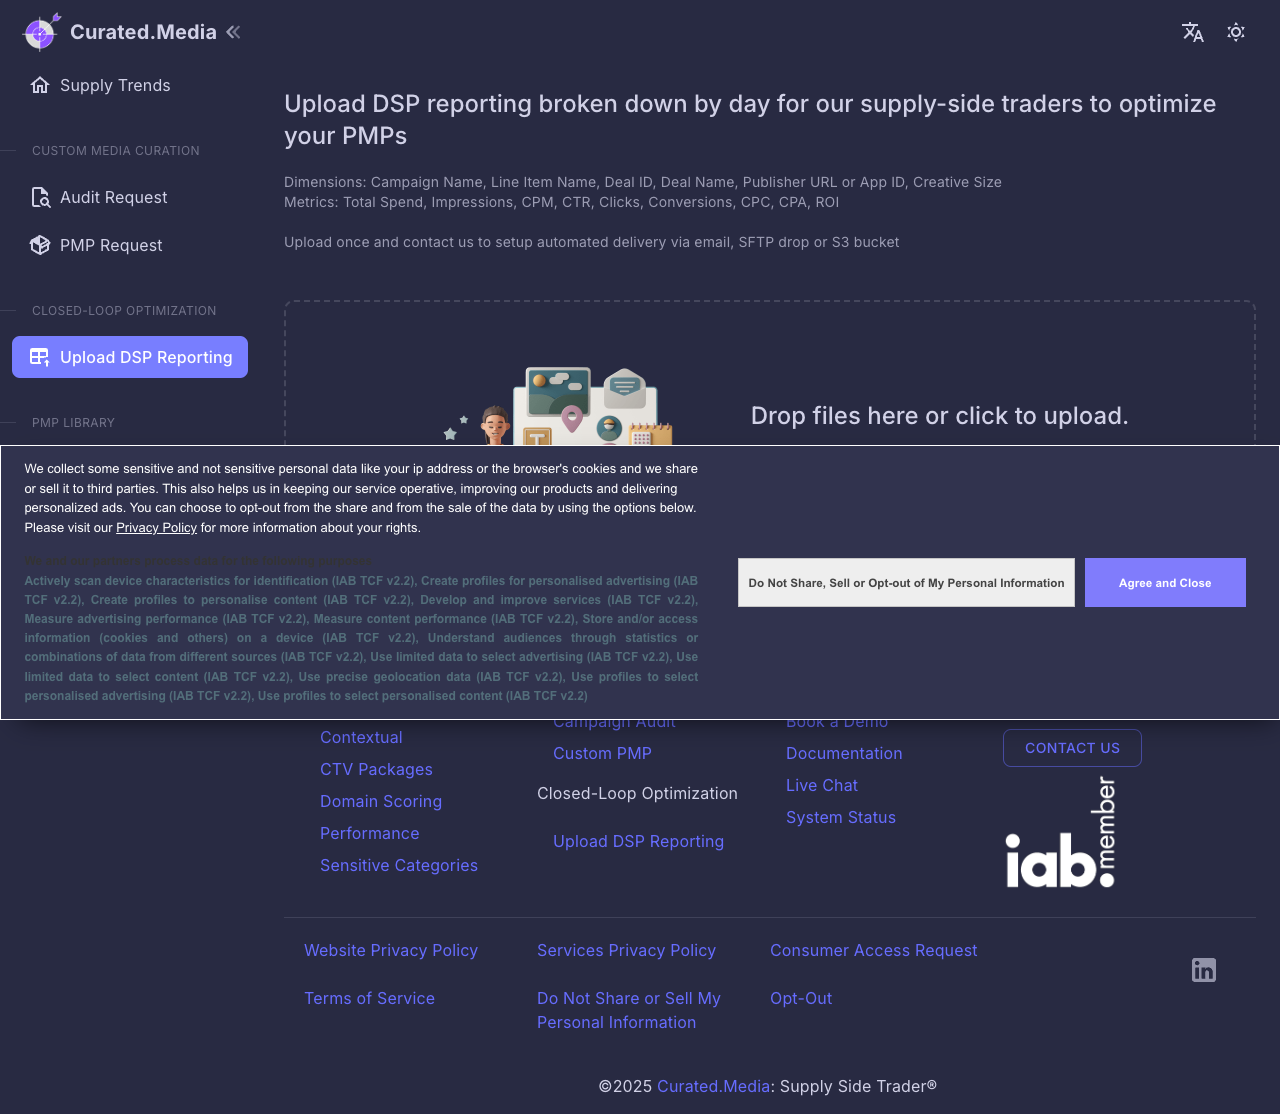 Curated.Media
Supply Trends
CUSTOM MEDIA CURATION
Audit Request
PMP Request
CLOSED-LOOP OPTIMIZATION
Upload DSP Reporting
PMP LIBRARY
Upload DSP reporting broken down by day for our supply-side traders to optimize
your PMPs
Dimensions: Campaign Name, Line Item Name, Deal ID, Deal Name, Publisher URL or App ID, Creative Size
Metrics: Total Spend, Impressions, CPM, CTR, Clicks, Conversions, CPC, CPA, ROI
Upload once and contact us to setup automated delivery via email, SFTP drop or S3 bucket
T
Drop files here or click to upload.
We collect some sensitive and not sensitive personal data like your ip address or the browser's cookies and we share
or sell it to third parties. This also helps us in keeping our service operative, improving our products and delivering
personalized ads. You can choose to opt-out from the share and from the sale of the data by using the options below.
Please visit our Privacy Policy for more information about your rights.
Actively scan device characteristics for identification (IAB TCF v2.2), Create profiles for personalised advertising (IAB
TCF v2.2), Create profiles to personalise content (IAB TCF v2.2), Develop and improve services (IAB TCF v2.2),
Measure advertising performance (IAB TCF v2.2), Measure content performance (IAB TCF v2.2), Store and/or access
information (cookies and others) on a device (IAB TCF v2.2), Understand audiences through statistics or
combinations of data from different sources (IAB TCF v2.2), Use limited data to select advertising (IAB TCF v2.2), Use
limited data to select content (IAB TCF v2.2), Use precise geolocation data (IAB TCF v2.2), Use profiles to select
personalised advertising (IAB TCF v2.2), Use profiles to select personalised content (IAB TCF v2.2)
Do Not Share, Sell or Opt-out of My Personal Information
Agree and Close
Contextual
CTV Packages
Domain Scoring
Performance
Sensitive Categories
Campaign Audit
Custom PMP
Closed-Loop Optimization
Upload DSP Reporting
Book a Demo
Documentation
Live Chat
System Status
CONTACT US
iab.
member
Website Privacy Policy
Services Privacy Policy
Consumer Access Request
Terms of Service
Do Not Share or Sell My
Personal Information
Opt-Out
in
©2025 Curated.Media: Supply Side Trader®